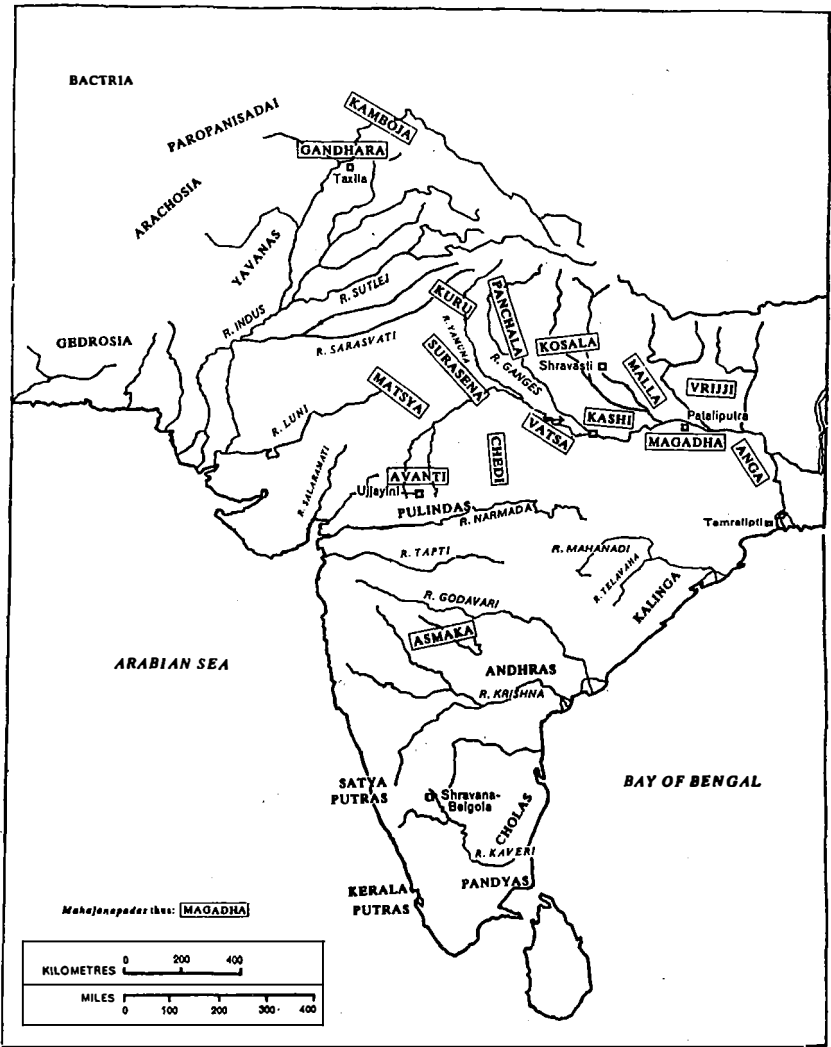 BACTRIA
PAROPANISADAI
KAMBOJA
GANDHARA
Taxila
ARACHOSIA
YAVANAS
R. SUTLEJ
R. INDUS
GEDROSIA
R. SARASVATI
KURU
PANCHALA
R. YAMUNA
R. GANGES
SURASENA
KOSALA
Shravasti
MALLA
VRIJJI
Pataliputra
MATSYA
R. LUNI
VATSA
KASHI
MAGADHA
ANGA
CHEDI
R. SALARAMATI
AVANTI
Ujjayini
PULINDAS
R. NARMADA
Tamralipti
R. TAPTI
R. MAHANADI
R. TELAVAHA
KALINGA
R. GODAVARI
ASMAKA
ANDHRAS
R. KRISHNA
ARABIAN SEA
BAY OF BENGAL
SATYA
PUTRAS
Shravana-
Belgola
CHOLAS
R. KAVERI
PANDYAS
KERALA
PUTRAS
Mahajanapadas thus: MAGADHA
KILOMETRES 0 200 400
MILES 0 100 200 300 400